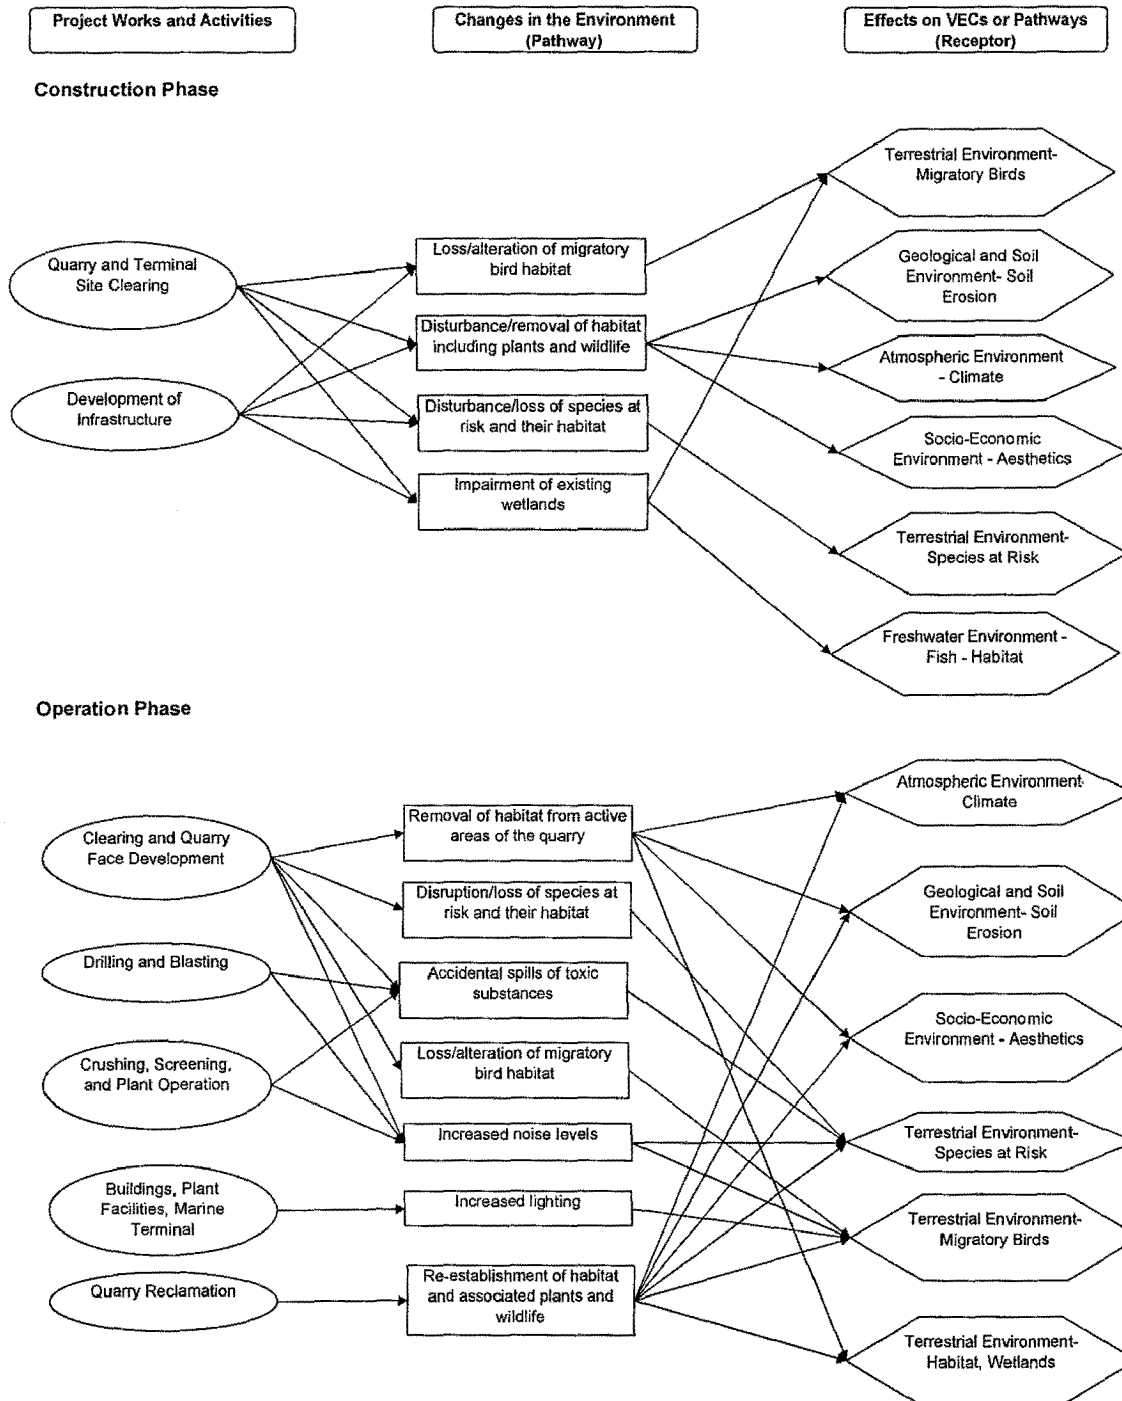 Project Works and Activities
Changes in the Environment
(Pathway)
Effects on VECs or Pathways
(Receptor)
Construction Phase
Quarry and Terminal
Site Clearing
Development of
Infrastructure
Loss/alteration of migratory
bird habitat
Disturbance/removal of habitat
including plants and wildlife
Disturbance/loss of species at
risk and their habitat
Impairment of existing
wetlands
Terrestrial Environment-
Migratory Birds
Geological and Soil
Environment- Soil
Erosion
Atmospheric Environment
- Climate
Socio-Economic
Environment - Aesthetics
Terrestrial Environment-
Species at Risk
Freshwater Environment -
Fish - Habitat
Operation Phase
Clearing and Quarry
Face Development
Drilling and Blasting
Crushing, Screening,
and Plant Operation
Buildings, Plant
Facilities, Marine
Terminal
Quarry Reclamation
Removal of habitat from active
areas of the quarry
Disruption/loss of species at
risk and their habitat
Accidental spills of toxic
substances
Loss/alteration of migratory
bird habitat
Increased noise levels
Increased lighting
Re-establishment of habitat
and associated plants and
wildlife
Atmospheric Environment-
Climate
Geological and Soil
Environment- Soil
Erosion
Socio-Economic
Environment - Aesthetics
Terrestrial Environment-
Species at Risk
Terrestrial Environment-
Migratory Birds
Terrestrial Environment-
Habitat, Wetlands